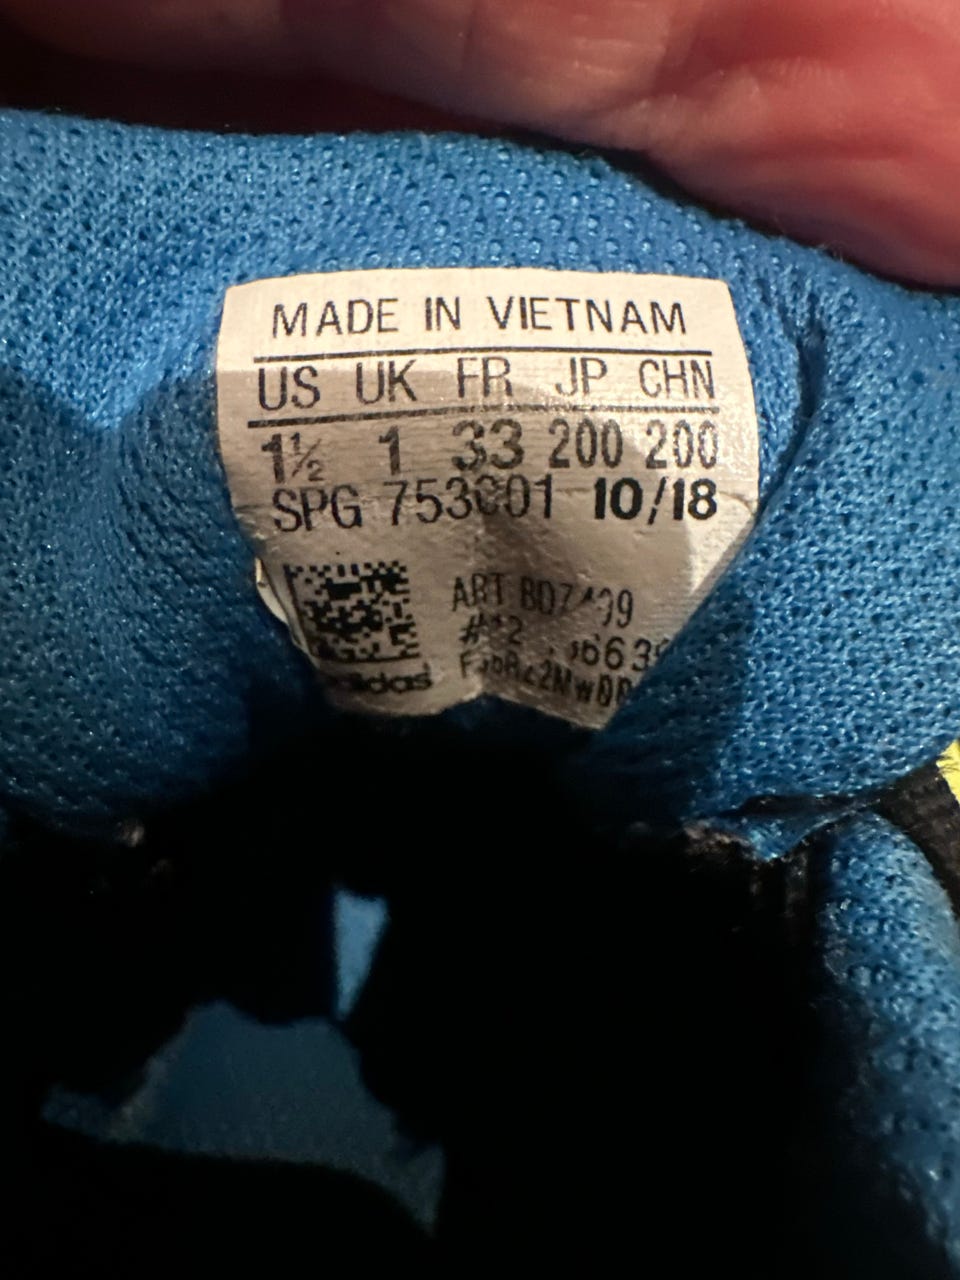 MADE IN VIETNAM
US UK FR JP CHN
1½ 1 33 200 200
SPG 753001 10/18
ART
adidas